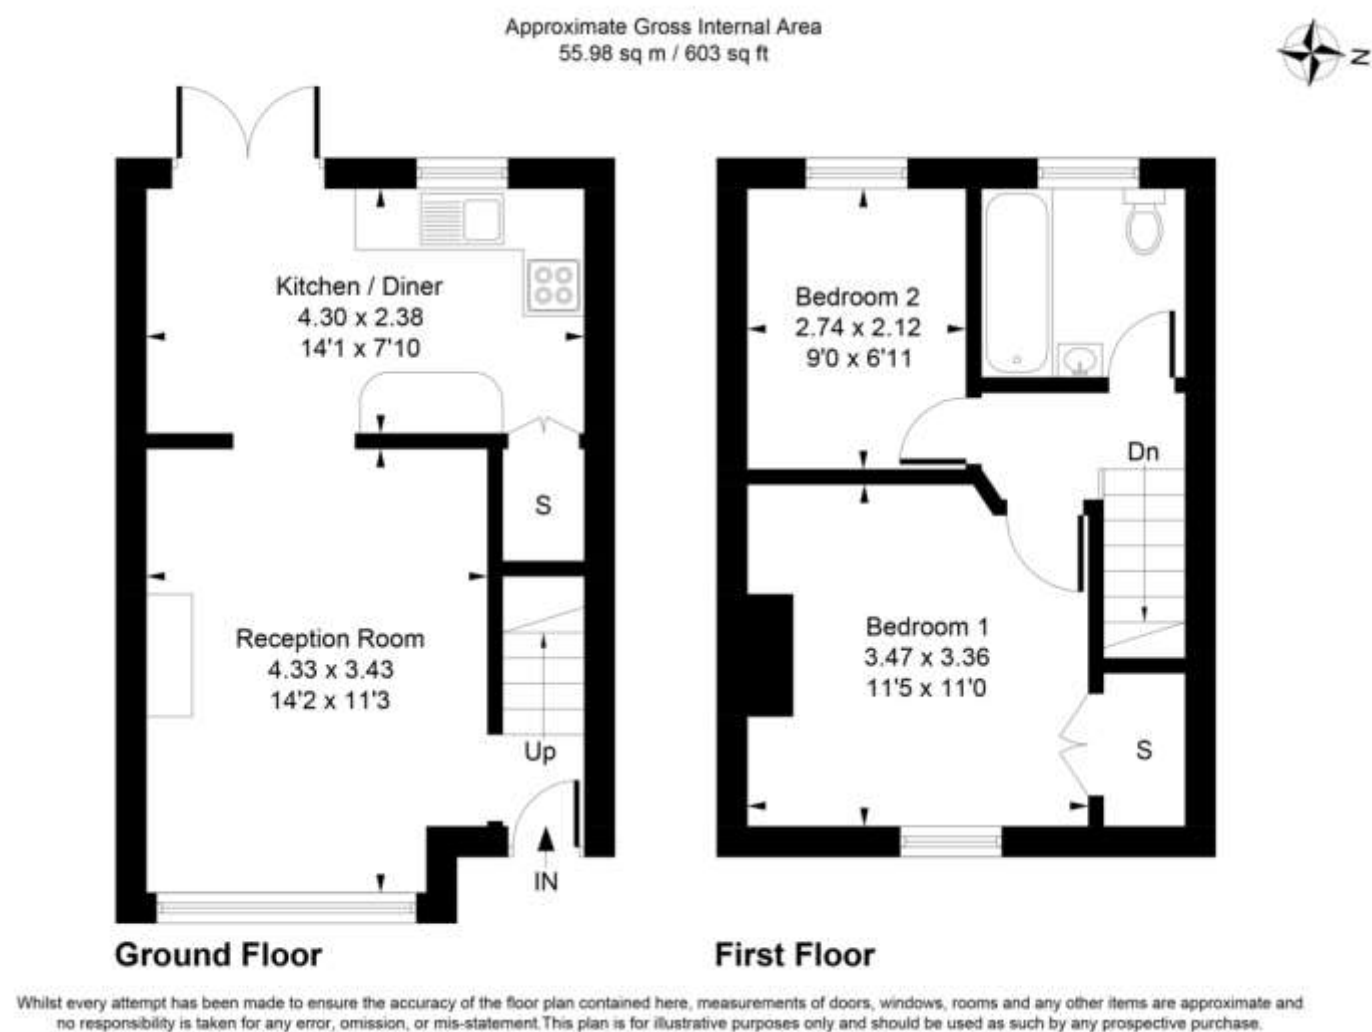 Approximate Gross Internal Area
55.98 sq m / 603 sq ft
N
Kitchen / Diner
4.30 x 2.38
14'1 x 7'10
S
Reception Room
4.33 x 3.43
14'2 x 11'3
Up
IN
Ground Floor
Bedroom 2
2.74 x 2.12
9'0 x 6'11
Dn
Bedroom 1
3.47 x 3.36
11'5 x 11'0
S
First Floor
Whilst every attempt has been made to ensure the accuracy of the floor plan contained here, measurements of doors, windows, rooms and any other items are approximate and
no responsibility is taken for any error, omission, or mis-statement.This plan is for illustrative purposes only and should be used as such by any prospective purchase.